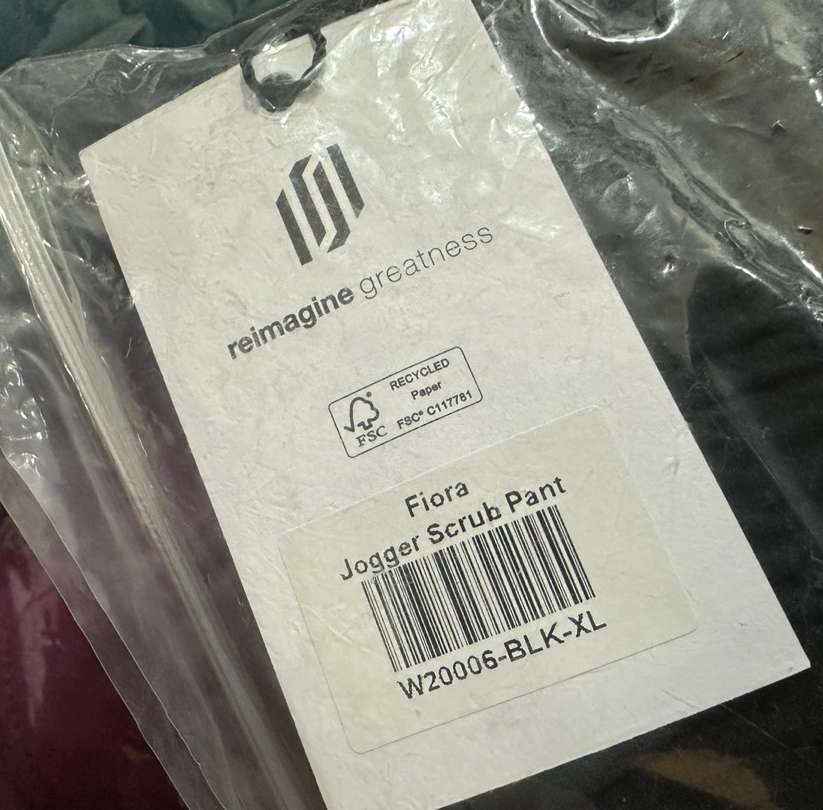 reimagine greatness
RECYCLED
Paper
FSC® C117781
FSC
Fiora
Jogger Scrub Pant
W20006-BLK-XL